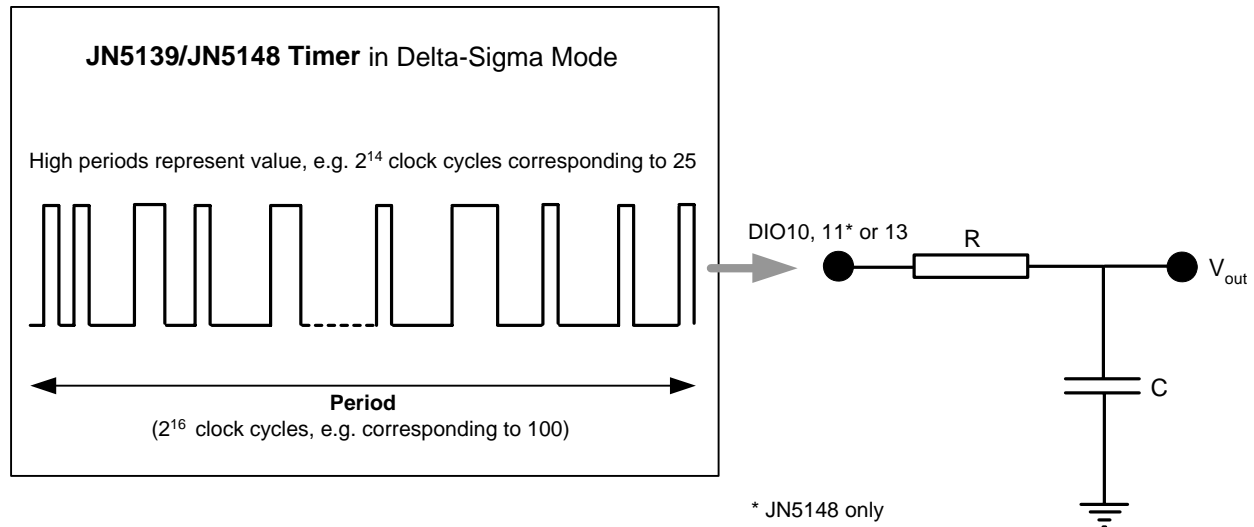 JN5139/JN5148 Timer in Delta-Sigma Mode
High periods represent value, e.g. 2¹⁴ clock cycles corresponding to 25
DIO10, 11* or 13
R
V_out
C
Period
(2¹⁶ clock cycles, e.g. corresponding to 100)
* JN5148 only